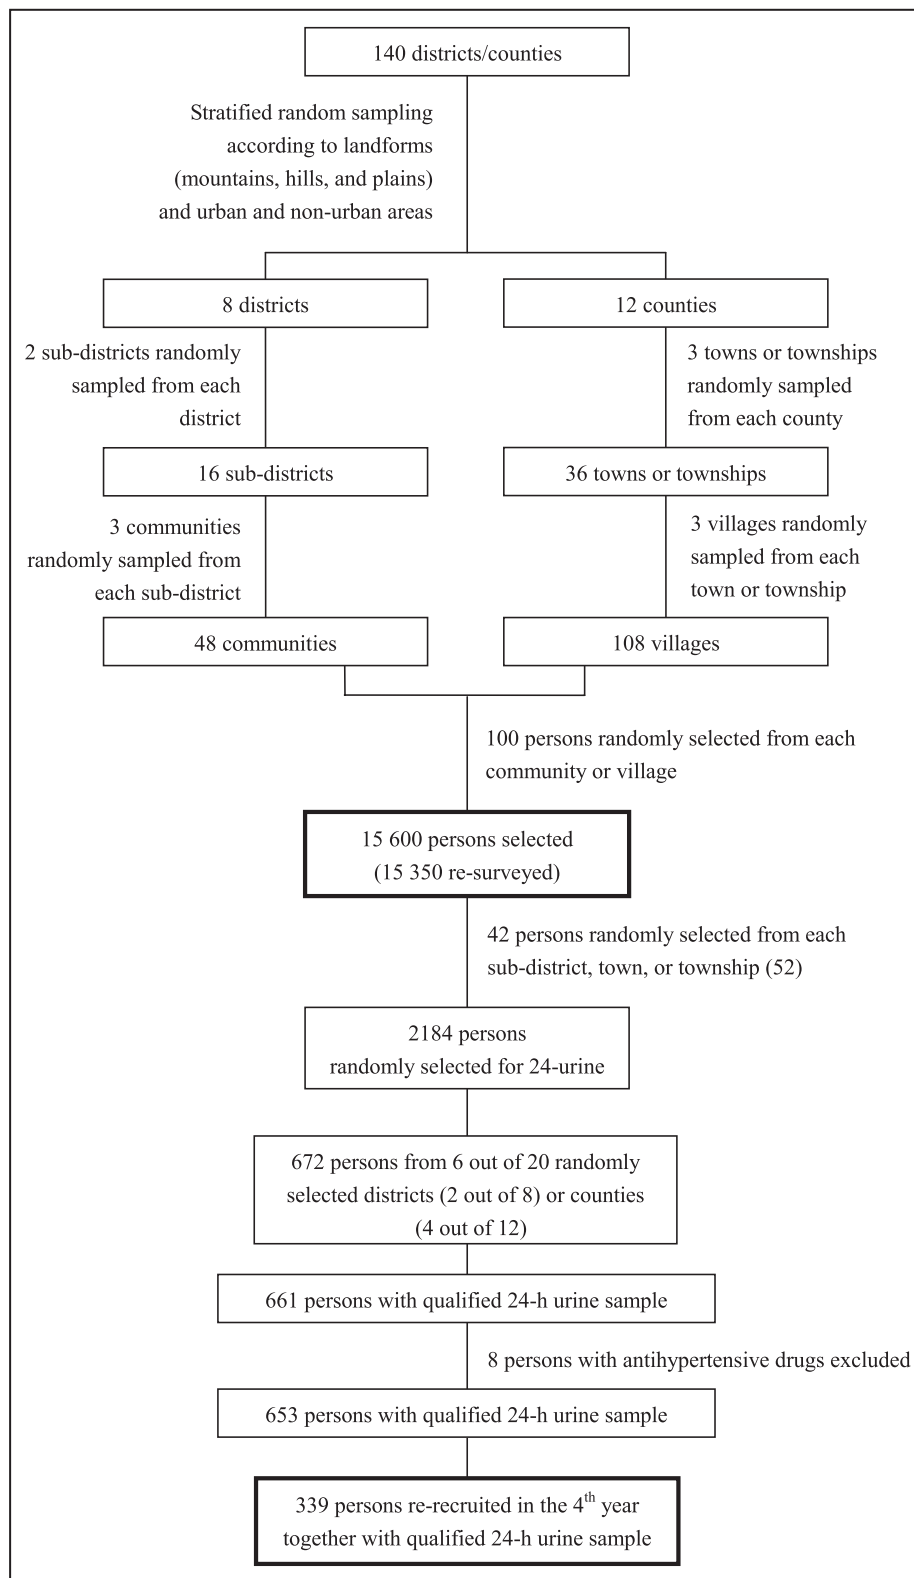 140 districts/counties
Stratified random sampling
according to landforms
(mountains, hills, and plains)
and urban and non-urban areas
8 districts
12 counties
2 sub-districts randomly
sampled from each
district
3 towns or townships
randomly sampled
from each county
16 sub-districts
36 towns or townships
3 communities
randomly sampled from
each sub-district
3 villages randomly
sampled from each
town or township
48 communities
108 villages
100 persons randomly selected from each
community or village
15 600 persons selected
(15 350 re-surveyed)
42 persons randomly selected from each
sub-district, town, or township (52)
2184 persons
randomly selected for 24-urine
672 persons from 6 out of 20 randomly
selected districts (2 out of 8) or counties
(4 out of 12)
661 persons with qualified 24-h urine sample
8 persons with antihypertensive drugs excluded
653 persons with qualified 24-h urine sample
339 persons re-recruited in the 4th year
together with qualified 24-h urine sample